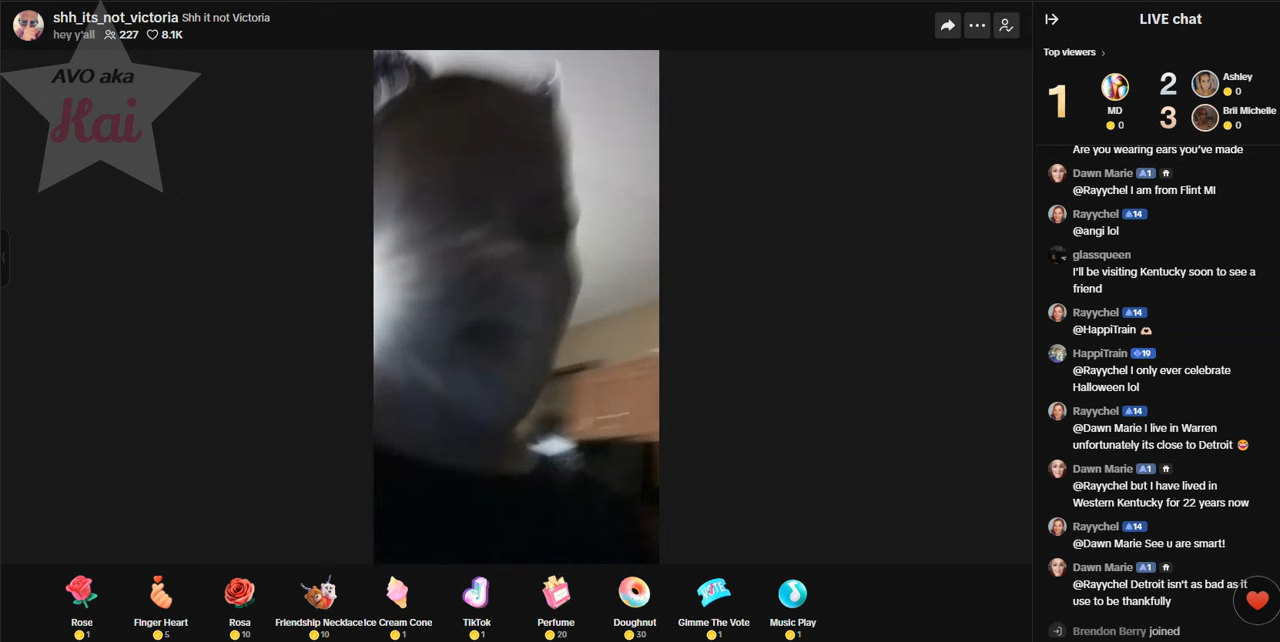 shh_its_not_victoria Shh it not Victoria
hey y'all 227 8.1K
AVO aka
Kai
LIVE chat
Top viewers
1
MD
0
2
Ashley
0
3
Brii Michelle
0
Are you wearing ears you've made
Dawn Marie 1
@Rayychel I am from Flint MI
Rayychel 14
@angi lol
glassqueen
I'll be visiting Kentucky soon to see a
friend
Rayychel 14
@HappiTrain
HappiTrain 19
@Rayychel I only ever celebrate
Halloween lol
Rayychel 14
@Dawn Marie I live in Warren
unfortunately its close to Detroit
Dawn Marie 1
@Rayychel but I have lived in
Western Kentucky for 22 years now
Rayychel 14
@Dawn Marie See u are smart!
Dawn Marie 1
@Rayychel Detroit isn't as bad as it
use to be thankfully
Brendon Berry joined
VOTE
Rose Finger Heart Rosa Friendship Necklace Ice Cream Cone TikTok Perfume Doughnut Gimme The Vote Music Play
1 5 10 10 1 1 20 30 1 1